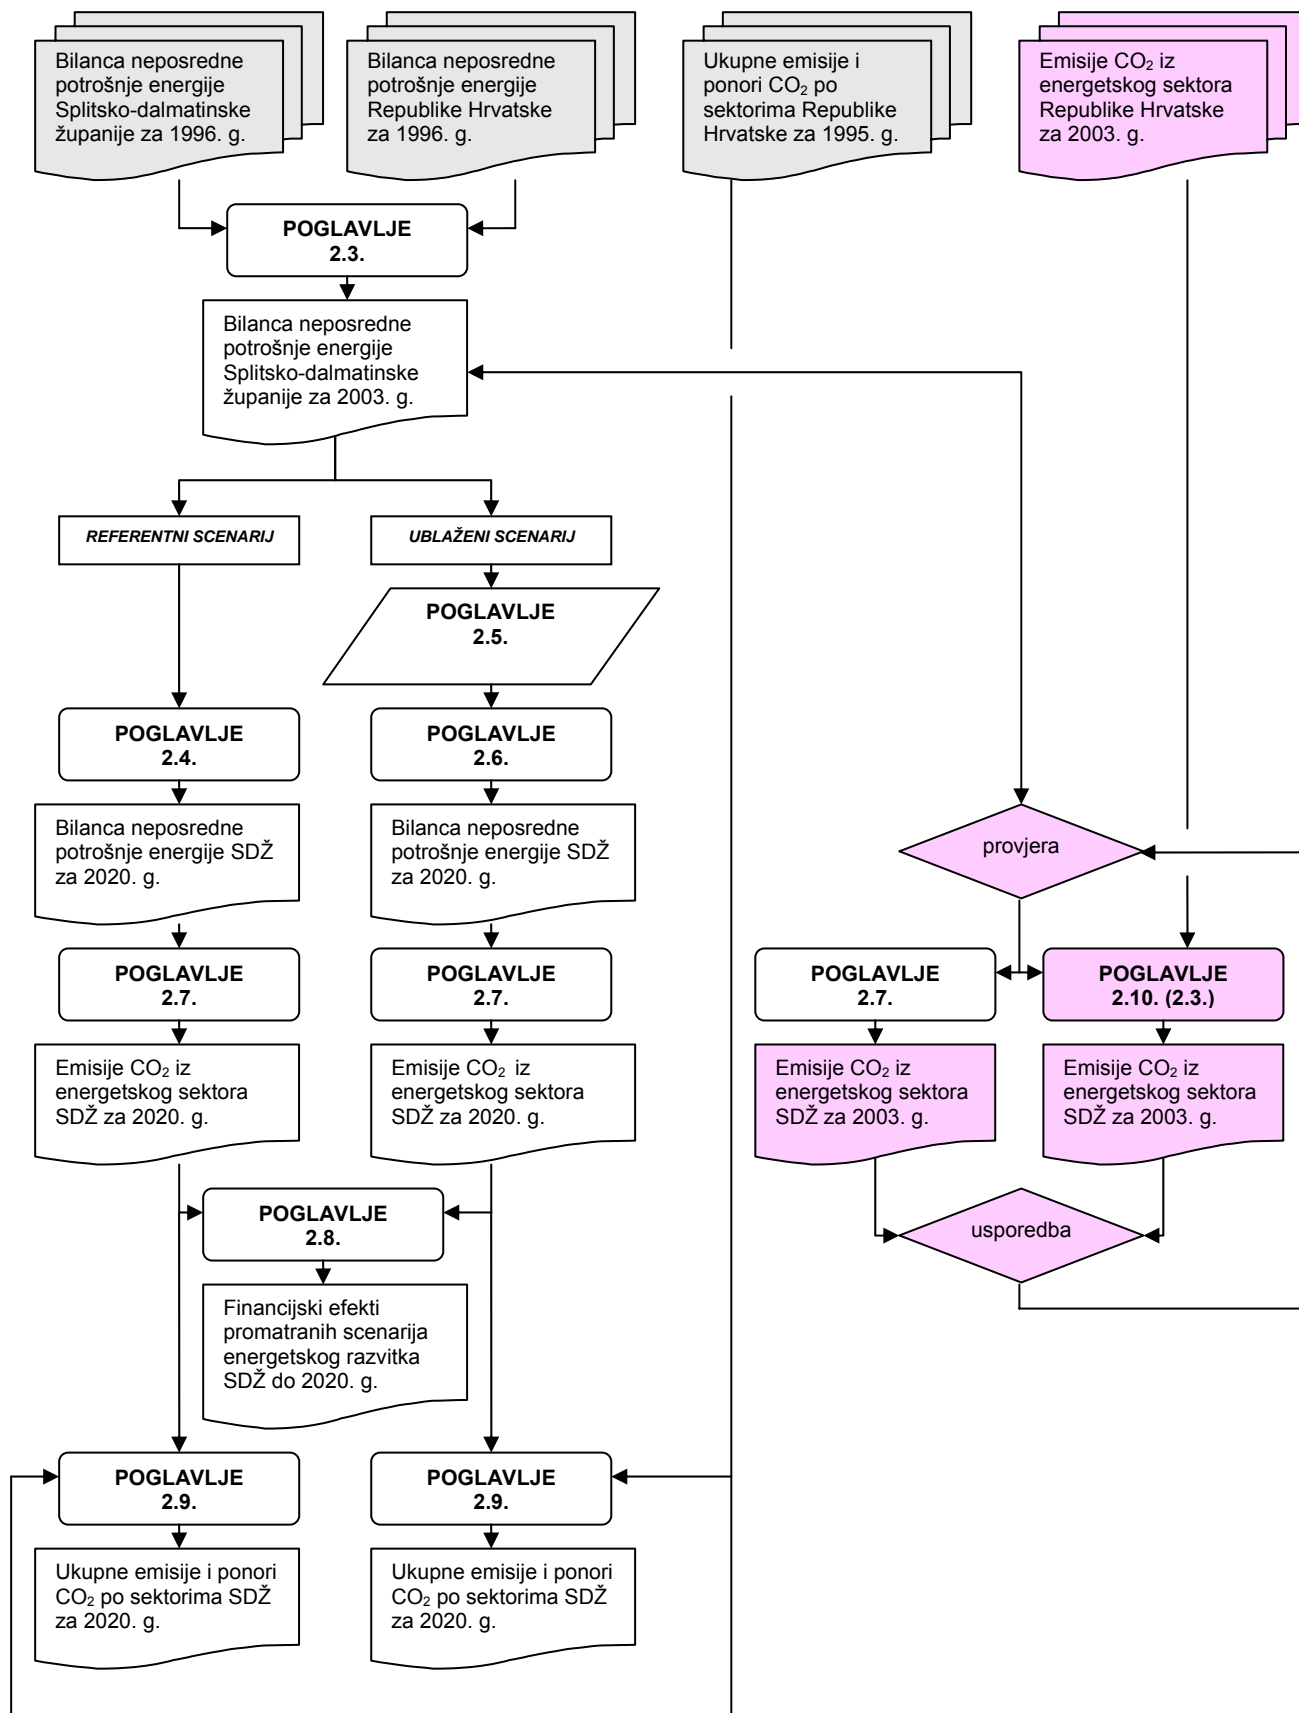 Bilanca neposredne
potrošnje energije
Splitsko-dalmatinske
županije za 1996. g.
Bilanca neposredne
potrošnje energije
Republike Hrvatske
za 1996. g.
Ukupne emisije i
ponori CO₂ po
sektorima Republike
Hrvatske za 1995. g.
Emisije CO₂ iz
energetskog sektora
Republike Hrvatske
za 2003. g.
POGLAVLJE
2.3.
Bilanca neposredne
potrošnje energije
Splitsko-dalmatinske
županije za 2003. g.
REFERENTNI SCENARIJ
UBLAŽENI SCENARIJ
POGLAVLJE
2.5.
POGLAVLJE
2.4.
POGLAVLJE
2.6.
Bilanca neposredne
potrošnje energije SDŽ
za 2020. g.
Bilanca neposredne
potrošnje energije SDŽ
za 2020. g.
provjera
POGLAVLJE
2.7.
POGLAVLJE
2.7.
POGLAVLJE
2.7.
POGLAVLJE
2.10. (2.3.)
Emisije CO₂ iz
energetskog sektora
SDŽ za 2020. g.
Emisije CO₂ iz
energetskog sektora
SDŽ za 2020. g.
Emisije CO₂ iz
energetskog sektora
SDŽ za 2003. g.
Emisije CO₂ iz
energetskog sektora
SDŽ za 2003. g.
POGLAVLJE
2.8.
usporedba
Financijski efekti
promatranih scenarija
energetskog razvitka
SDŽ do 2020. g.
POGLAVLJE
2.9.
POGLAVLJE
2.9.
Ukupne emisije i ponori
CO₂ po sektorima SDŽ
za 2020. g.
Ukupne emisije i ponori
CO₂ po sektorima SDŽ
za 2020. g.